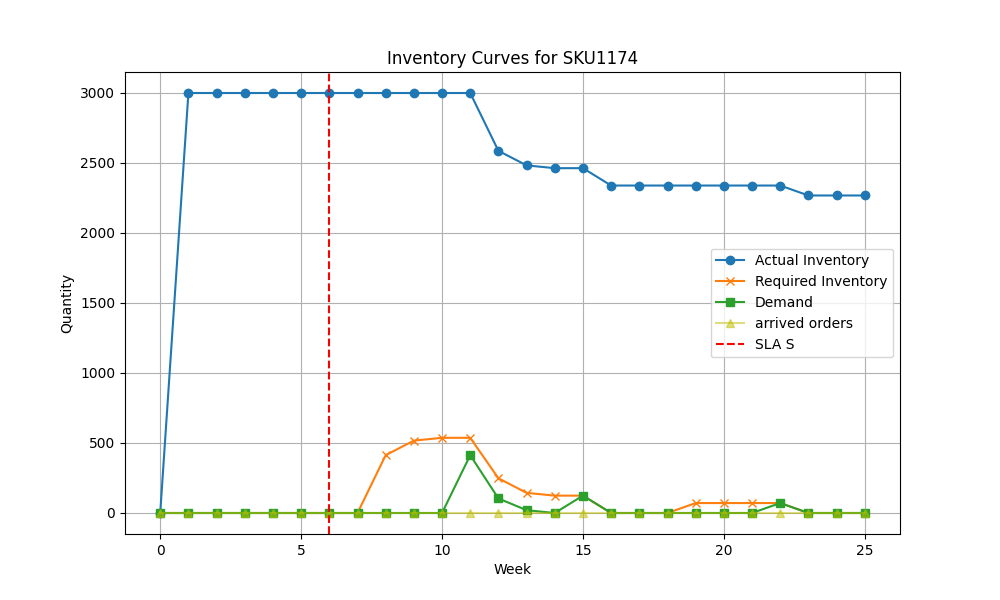 Inventory Curves for SKU1174
Quantity
3000
2500
2000
1500
1000
500
0
Actual Inventory
Required Inventory
Demand
arrived orders
SLA S
0 5 10 15 20 25
Week